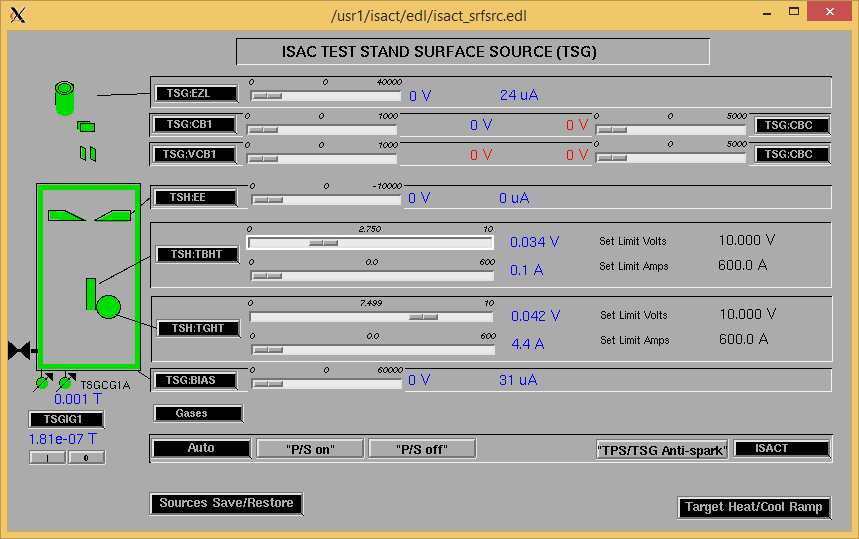 /usr1/isact/edl/isact_srfsrc.edl
ISAC TEST STAND SURFACE SOURCE (TSG)
0 0 40000
TSG:EZL 0 V 24 uA
0 0 1000 0 0 5000
TSG:CB1 0 V 0 V TSG:CBC
0 0 1000 0 0 5000
TSG:VCB1 0 V 0 V TSG:CBC
0 0 -10000
TSH:EE 0 V 0 uA
0 2.750 10
0.034 V Set Limit Volts 10.000 V
TSH:TBHT
0 0.0 600
0.1 A Set Limit Amps 600.0 A
0 7.499 10
0.042 V Set Limit Volts 10.000 V
TSH:TGHT
0 0.0 600
4.4 A Set Limit Amps 600.0 A
0 0 60000
TSG:BIAS 0 V 31 uA
TSGCG1A
0.001 T
TSGIG1
1.81e-07 T
I 0
Gases
Auto "P/S on" "P/S off" "TPS/TSG Anti-spark" ISACT
Sources Save/Restore
Target Heat/Cool Ramp